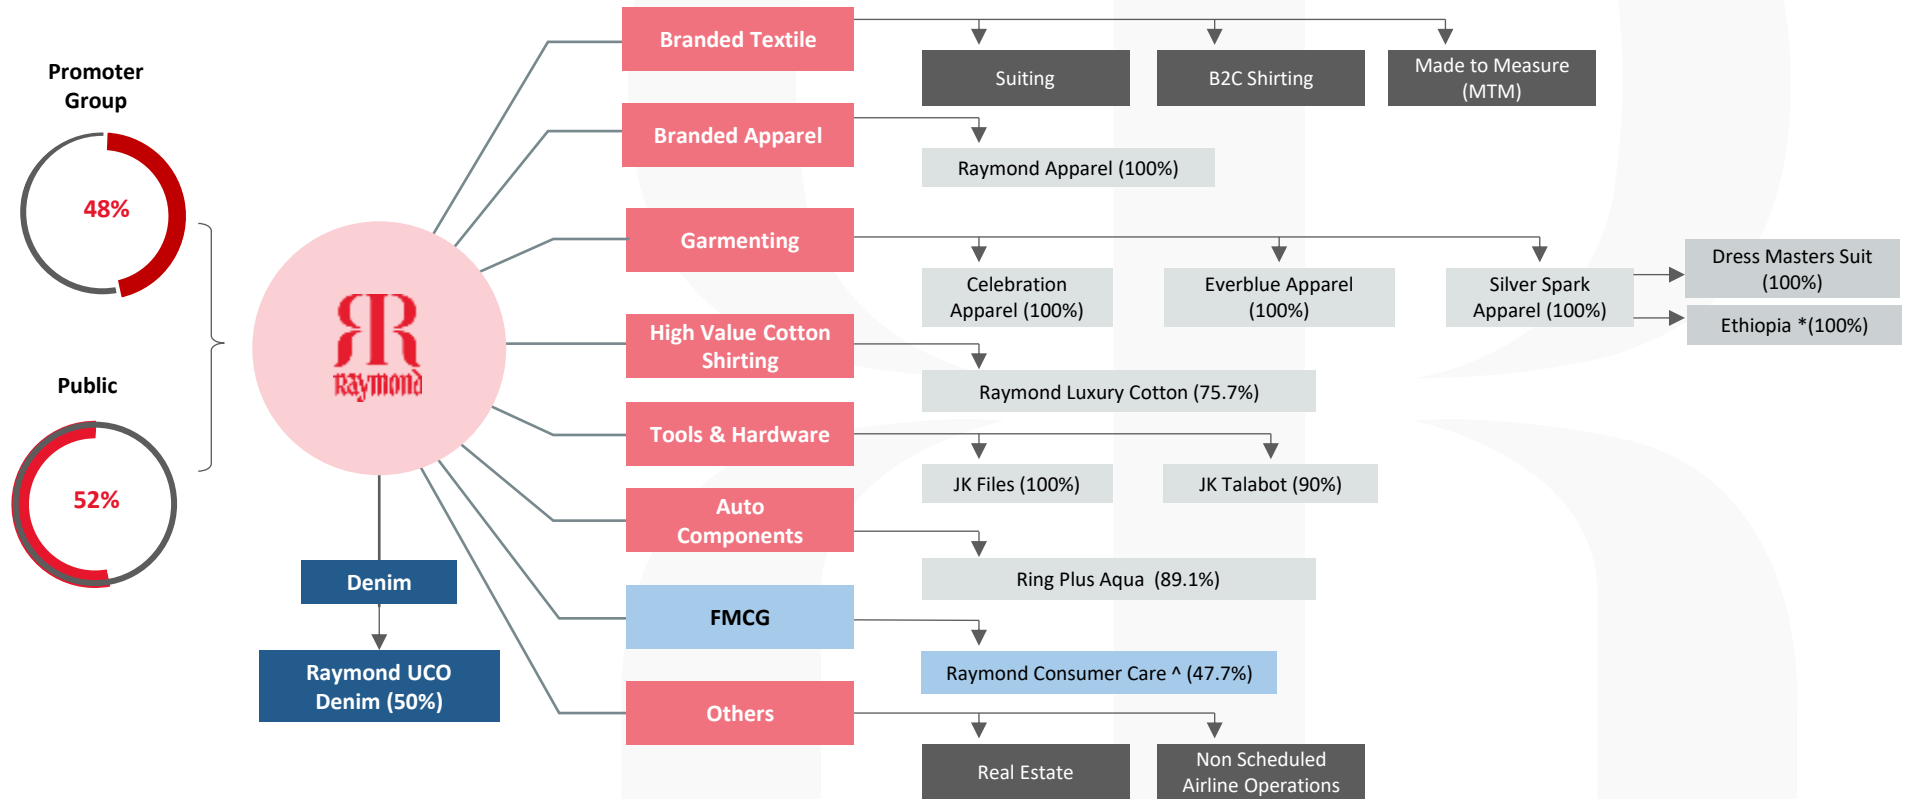 Promoter
Group
48%
Public
52%
Raymond
Denim
Raymond UCO
Denim (50%)
Branded Textile
Suiting
B2C Shirting
Made to Measure
(MTM)
Branded Apparel
Raymond Apparel (100%)
Garmenting
Celebration
Apparel (100%)
Everblue Apparel
(100%)
Silver Spark
Apparel (100%)
Dress Masters Suit
(100%)
Ethiopia *(100%)
High Value Cotton
Shirting
Raymond Luxury Cotton (75.7%)
Tools & Hardware
JK Files (100%)
JK Talabot (90%)
Auto
Components
Ring Plus Aqua (89.1%)
FMCG
Raymond Consumer Care ^ (47.7%)
Others
Real Estate
Non Scheduled
Airline Operations